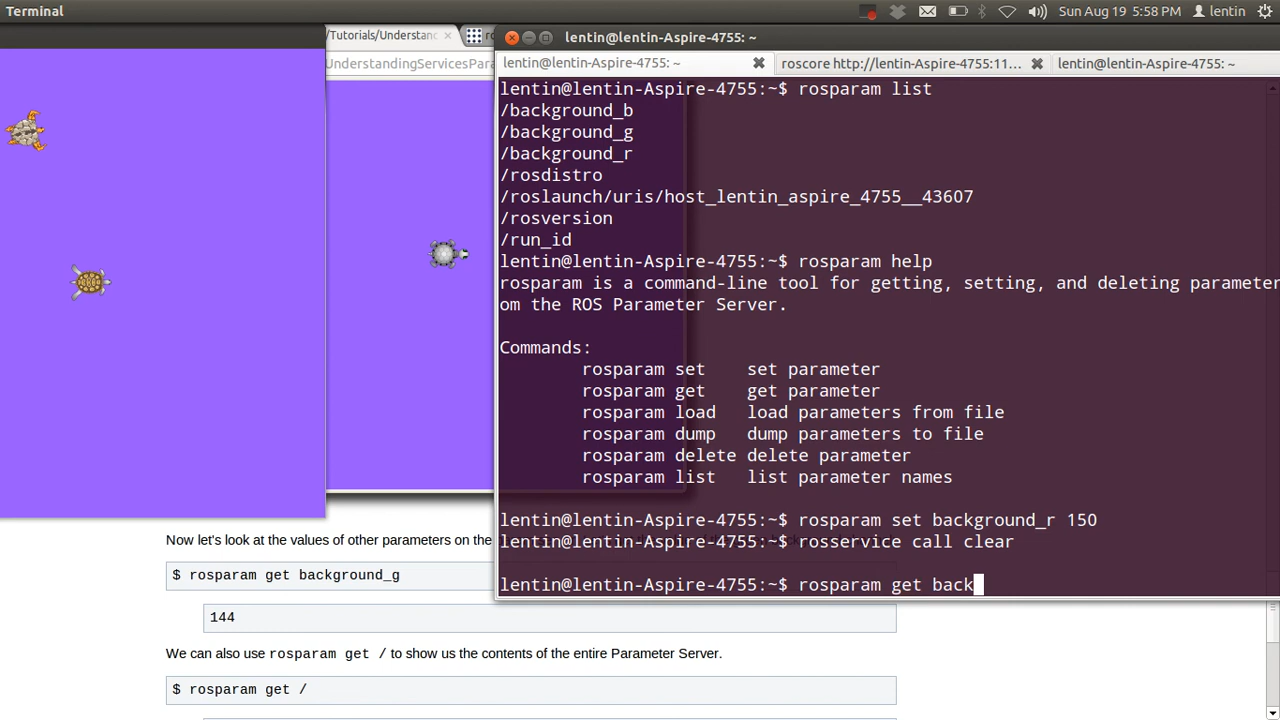 Terminal
Sun Aug 19 5:58 PM
lentin
/Tutorials/Understand
ro
UnderstandingServicesPara
lentin@lentin-Aspire-4755: ~
lentin@lentin-Aspire-4755: ~
roscore http://lentin-Aspire-4755:11...
lentin@lentin-Aspire-4755: ~
lentin@lentin-Aspire-4755:~$ rosparam list
/background_b
/background_g
/background_r
/rosdistro
/roslaunch/uris/host_lentin_aspire_4755__43607
/rosversion
/run_id
lentin@lentin-Aspire-4755:~$ rosparam help
rosparam is a command-line tool for getting, setting, and deleting parameter
om the ROS Parameter Server.
Commands:
rosparam set set parameter
rosparam get get parameter
rosparam load load parameters from file
rosparam dump dump parameters to file
rosparam delete delete parameter
rosparam list list parameter names
lentin@lentin-Aspire-4755:~$ rosparam set background_r 150
lentin@lentin-Aspire-4755:~$ rosservice call clear
lentin@lentin-Aspire-4755:~$ rosparam get back
Now let's look at the values of other parameters on the
$ rosparam get background_g
144
We can also use rosparam get / to show us the contents of the entire Parameter Server.
$ rosparam get /